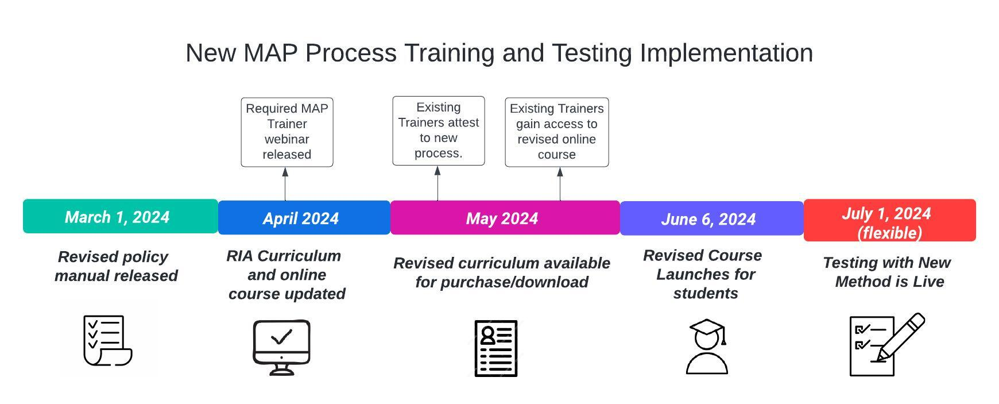 New MAP Process Training and Testing Implementation
Required MAP
Trainer
webinar
released
Existing
Trainers attest
to new
process.
Existing Trainers
gain access to
revised online
course
March 1, 2024
April 2024
May 2024
June 6, 2024
July 1, 2024
(flexible)
Revised policy
manual released
RIA Curriculum
and online
course updated
Revised curriculum available
for purchase/download
Revised Course
Launches for
students
Testing with New
Method is Live